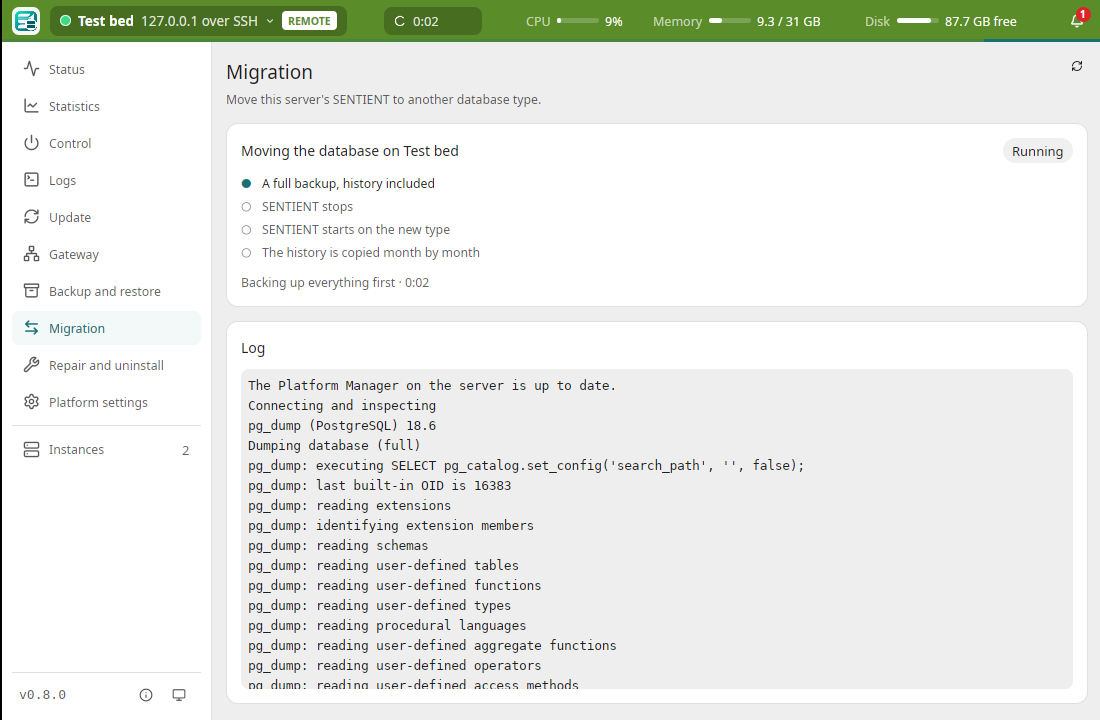 Test bed 127.0.0.1 over SSH REMOTE 0:02 CPU 9% Memory 9.3 / 31 GB Disk 87.7 GB free 1
Status
Statistics
Control
Logs
Update
Gateway
Backup and restore
Migration
Repair and uninstall
Platform settings
Instances 2
v0.8.0
Migration
Move this server's SENTIENT to another database type.
Moving the database on Test bed Running
A full backup, history included
SENTIENT stops
SENTIENT starts on the new type
The history is copied month by month
Backing up everything first · 0:02
Log
The Platform Manager on the server is up to date.
Connecting and inspecting
pg_dump (PostgreSQL) 18.6
Dumping database (full)
pg_dump: executing SELECT pg_catalog.set_config('search_path', '', false);
pg_dump: last built-in OID is 16383
pg_dump: reading extensions
pg_dump: identifying extension members
pg_dump: reading schemas
pg_dump: reading user-defined tables
pg_dump: reading user-defined functions
pg_dump: reading user-defined types
pg_dump: reading procedural languages
pg_dump: reading user-defined aggregate functions
pg_dump: reading user-defined operators
pg_dump: reading user-defined access methods